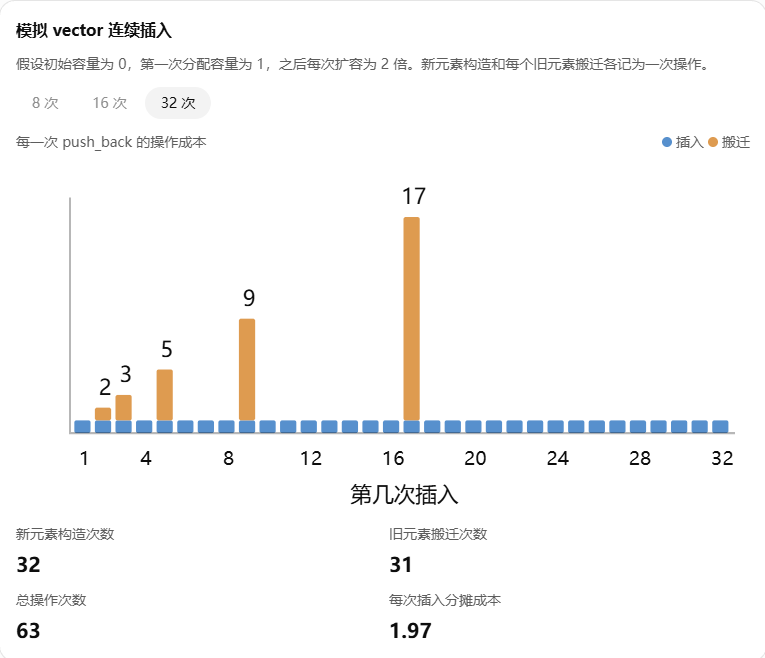 模拟 vector 连续插入
假设初始容量为 0，第一次分配容量为 1，之后每次扩容为 2 倍。新元素构造和每个旧元素搬迁各记为一次操作。
8 次 16 次 32 次
每一次 push_back 的操作成本 插入 搬迁
17
9
5
3
2
1 4 8 12 16 20 24 28 32
第几次插入
新元素构造次数 旧元素搬迁次数
32 31
总操作次数 每次插入分摊成本
63 1.97